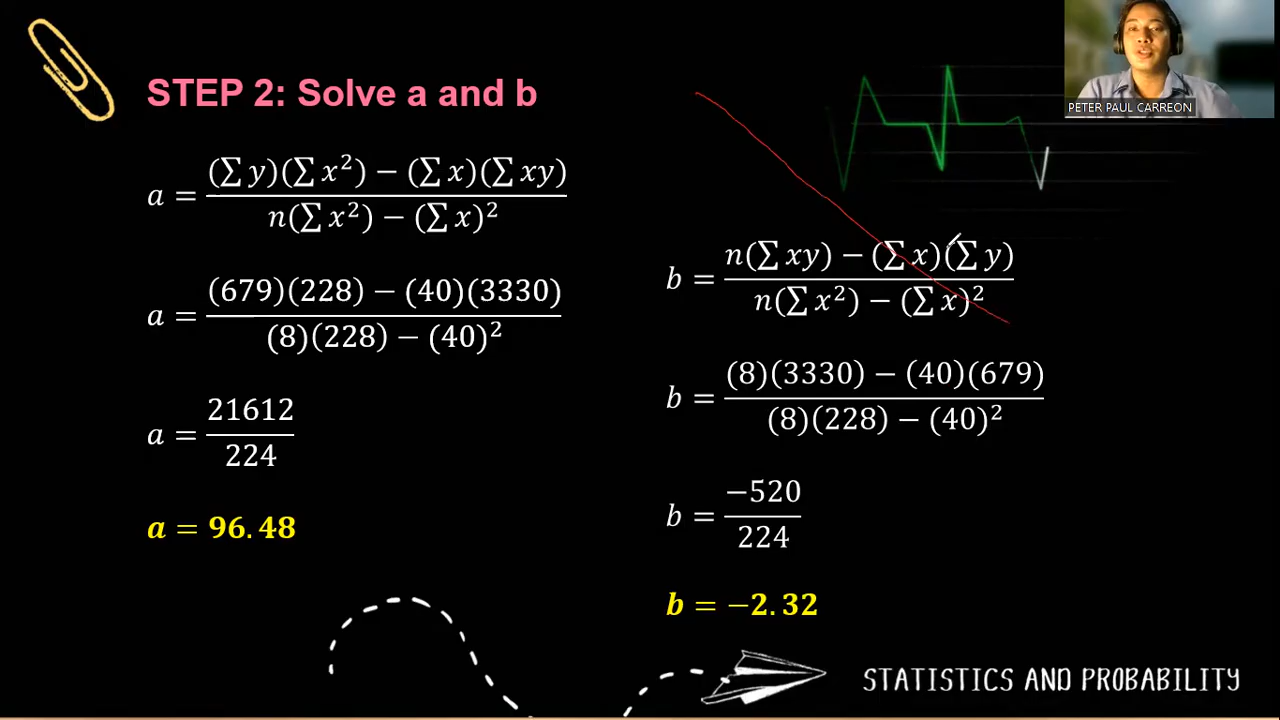 PETER PAUL CARREON
STEP 2: Solve a and b
a = (∑ y)(∑ x²) − (∑ x)(∑ xy) / n(∑ x²) − (∑ x)²
a = (679)(228) − (40)(3330) / (8)(228) − (40)²
a = 21612 / 224
a = 96.48
b = n(∑ xy) − (∑ x)(∑ y) / n(∑ x²) − (∑ x)²
b = (8)(3330) − (40)(679) / (8)(228) − (40)²
b = −520 / 224
b = −2.32
STATISTICS AND PROBABILITY